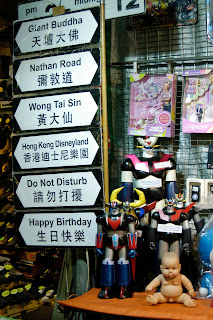 pm
12
Giant Buddha
天壇大佛
Nathan Road
彌敦道
Wong Tai Sin
黃大仙
Hong Kong Disneyland
香港迪士尼樂園
Do Not Disturb
請勿打擾
Happy Birthday
生日快樂